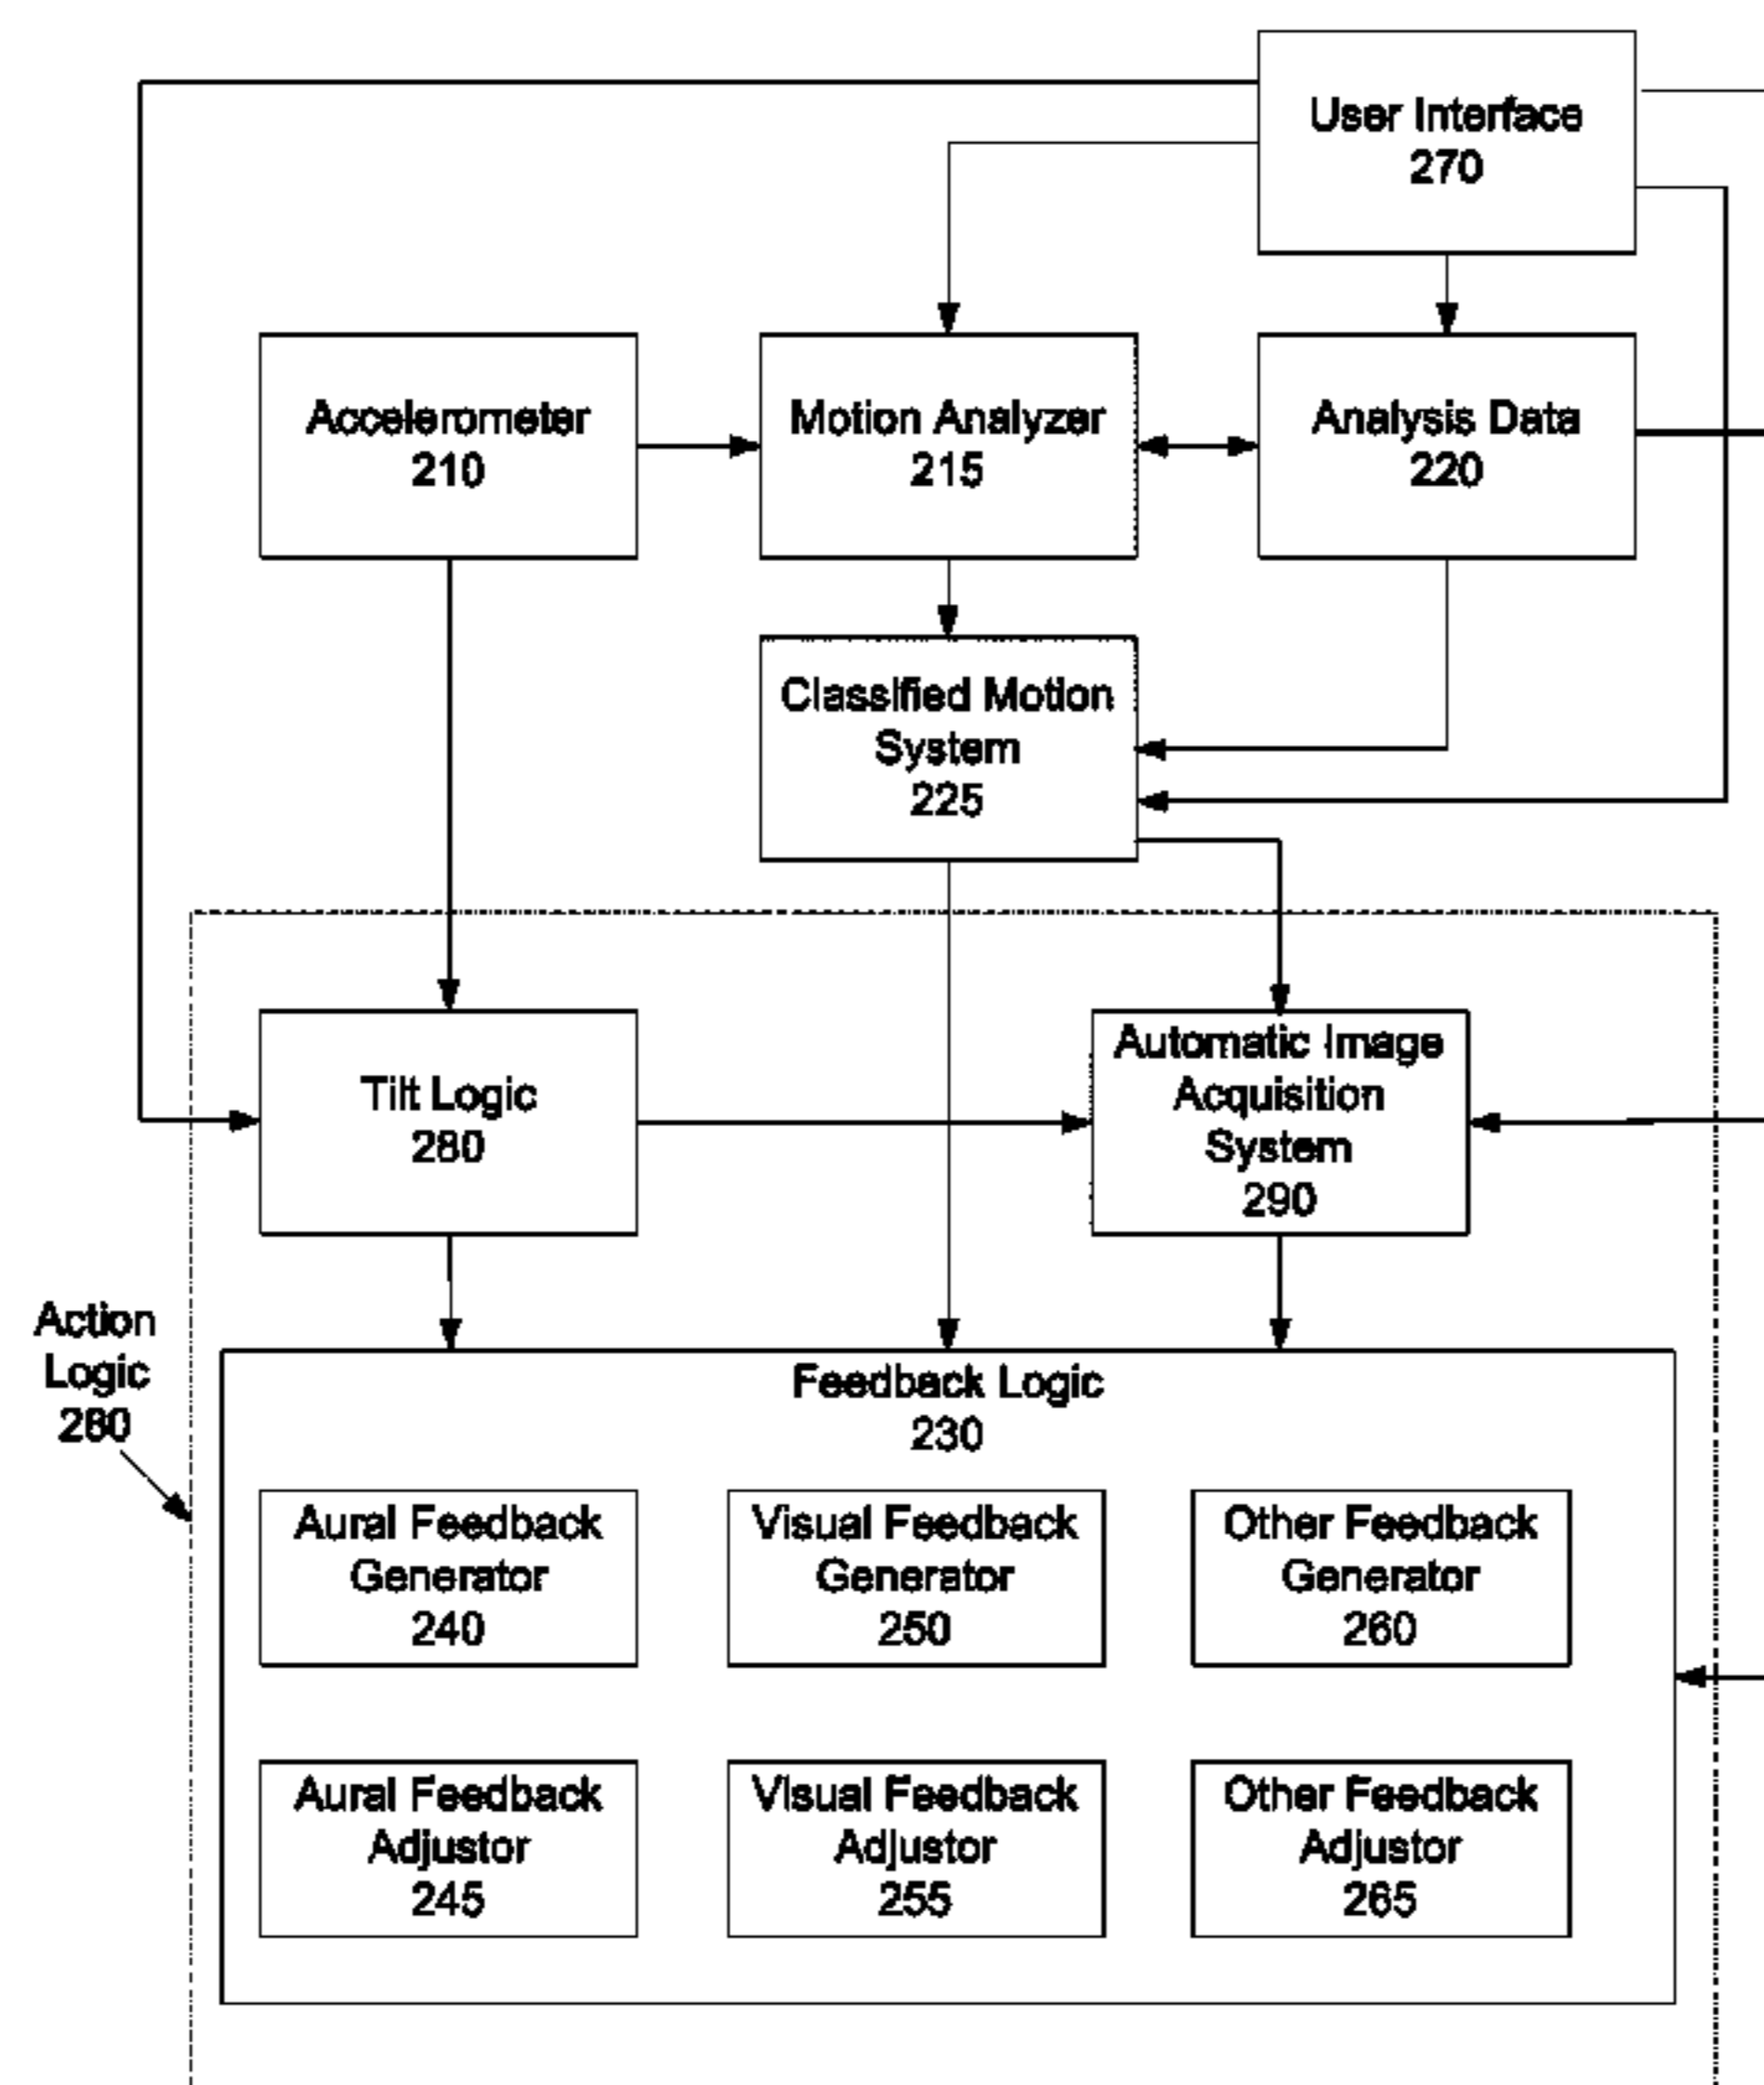 User Interface
270
Accelerometer
210
Motion Analyzer
215
Analysis Data
220
Classified Motion
System
225
Tilt Logic
280
Automatic Image
Acquisition
System
290
Action
Logic
280
Feedback Logic
230
Aural Feedback
Generator
240
Visual Feedback
Generator
250
Other Feedback
Generator
260
Aural Feedback
Adjustor
245
Visual Feedback
Adjustor
255
Other Feedback
Adjustor
265